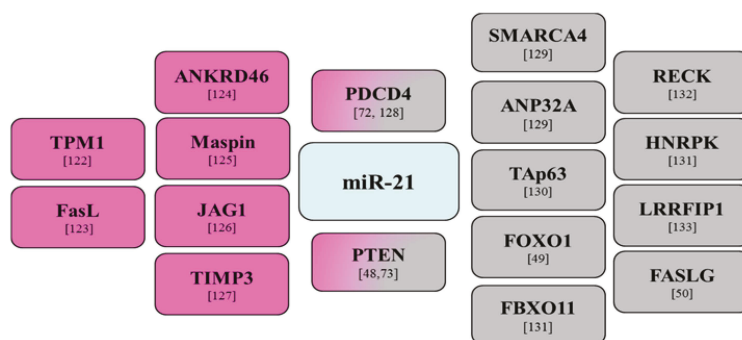 TPM1
[122]
FasL
[123]
ANKRD46
[124]
Maspin
[125]
JAG1
[126]
TIMP3
[127]
PDCD4
[72, 128]
miR-21
PTEN
[48,73]
SMARCA4
[129]
ANP32A
[129]
TAp63
[130]
FOXO1
[49]
FBXO11
[131]
RECK
[132]
HNRPK
[131]
LRRFIP1
[133]
FASLG
[50]